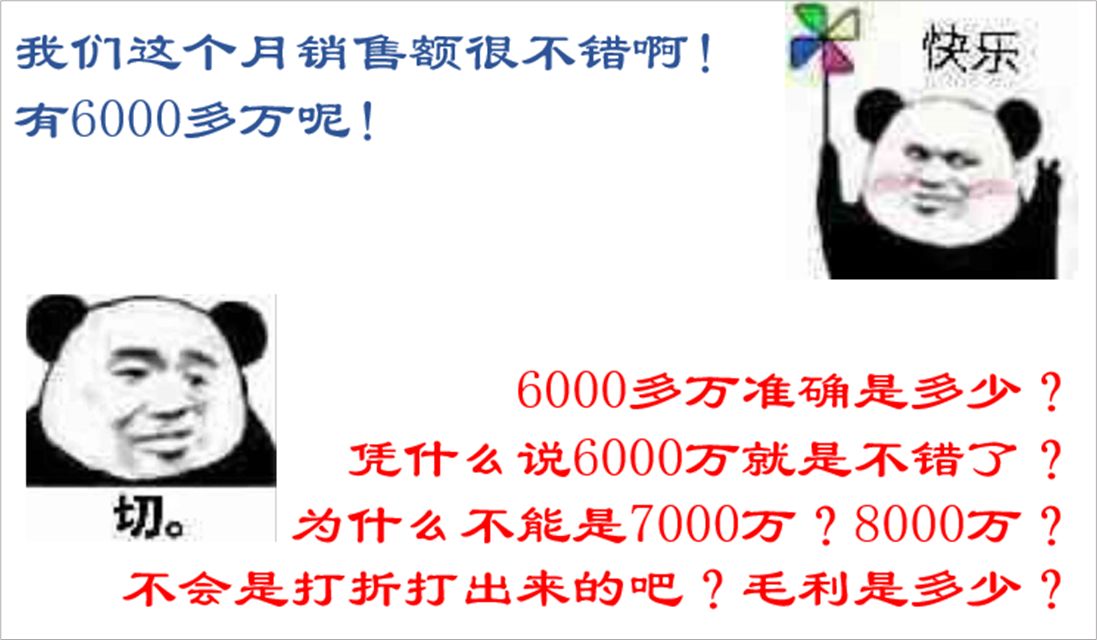 我们这个月销售额很不错啊！
有6000多万呢！
快乐
6000多万准确是多少？
凭什么说6000万就是不错了？
切。
为什么不能是7000万？8000万？
不会是打折打出来的吧？毛利是多少？